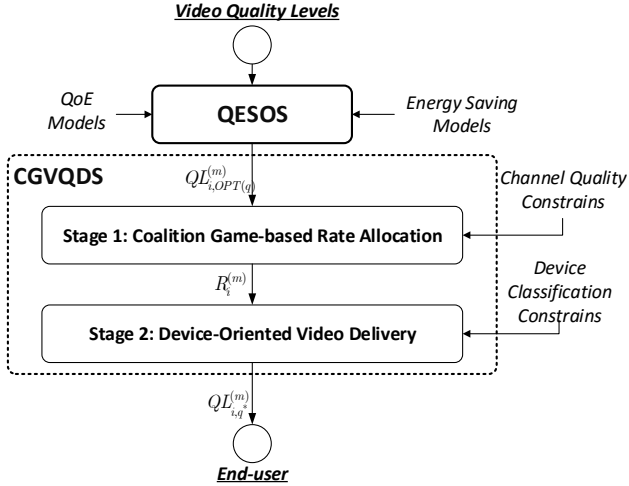 Video Quality Levels
QoE
Models
QESOS
Energy Saving
Models
CGVQDS
QL_{i,OPT(q)}^{(m)}
Channel Quality
Constrains
Stage 1: Coalition Game-based Rate Allocation
R_i^{(m)}
Device
Classification
Constrains
Stage 2: Device-Oriented Video Delivery
QL_{i,q^*}^{(m)}
End-user